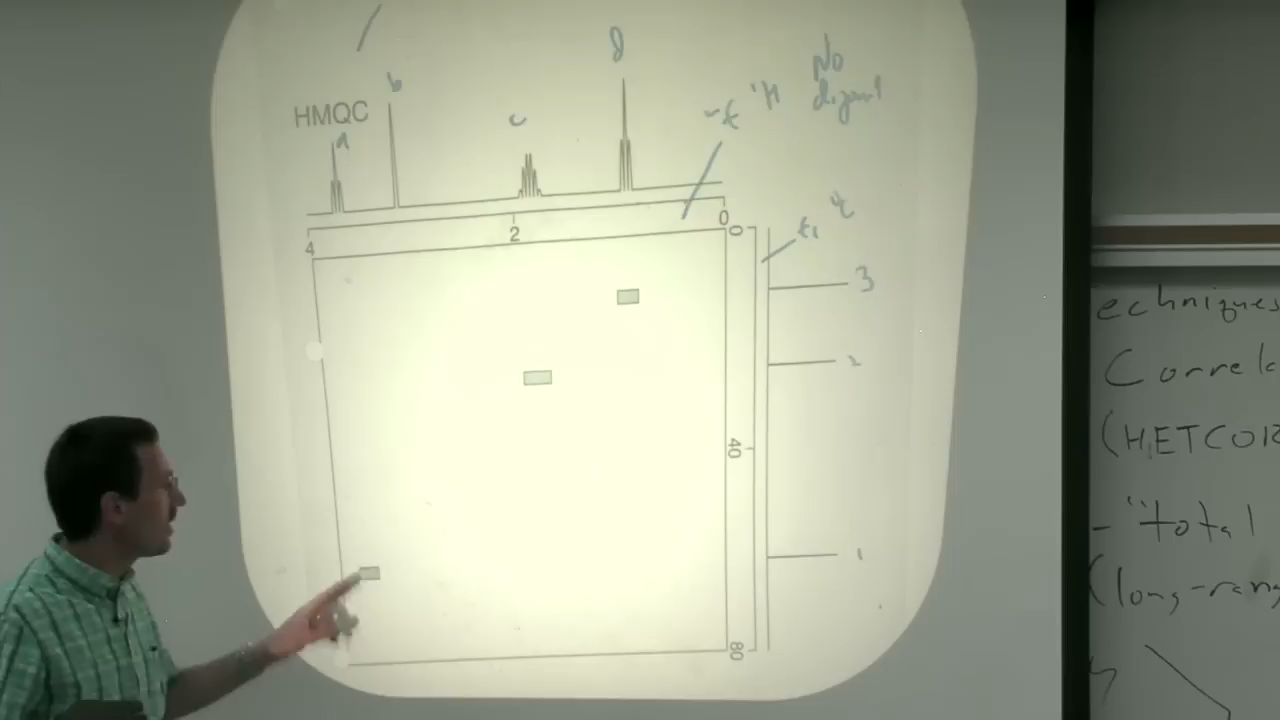 HMQC
a
b
c
d
¹H
No
4
2
0
0
40
80
t₁
3
2
1
echniques
Correla
(HETCOR
- "total
(long-rang